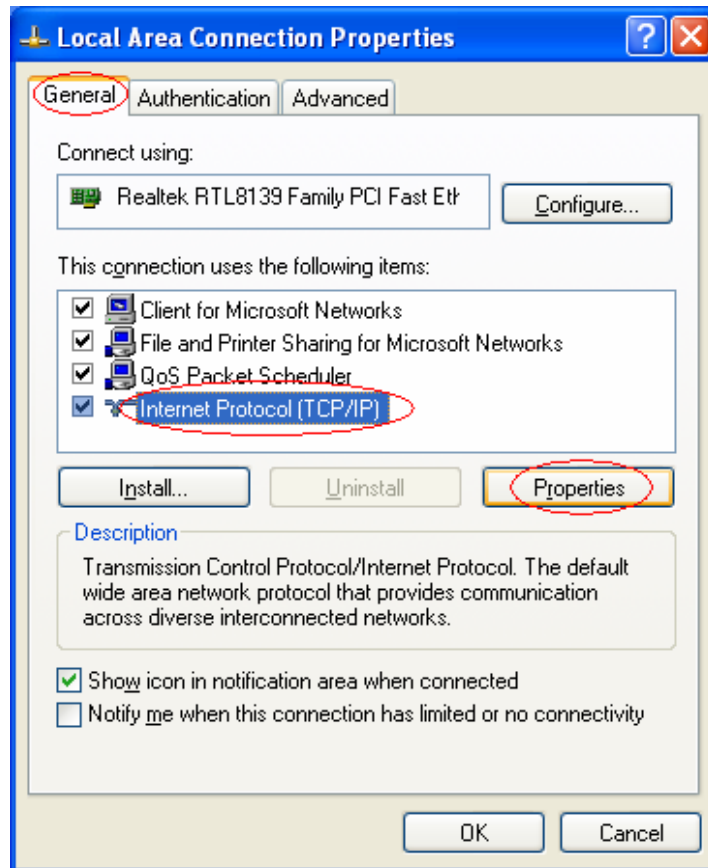 Local Area Connection Properties
General Authentication Advanced
Connect using:
Realtek RTL8139 Family PCI Fast Eth
Configure...
This connection uses the following items:
Client for Microsoft Networks
File and Printer Sharing for Microsoft Networks
QoS Packet Scheduler
Internet Protocol (TCP/IP)
Install... Uninstall Properties
Description
Transmission Control Protocol/Internet Protocol. The default
wide area network protocol that provides communication
across diverse interconnected networks.
Show icon in notification area when connected
Notify me when this connection has limited or no connectivity
OK Cancel